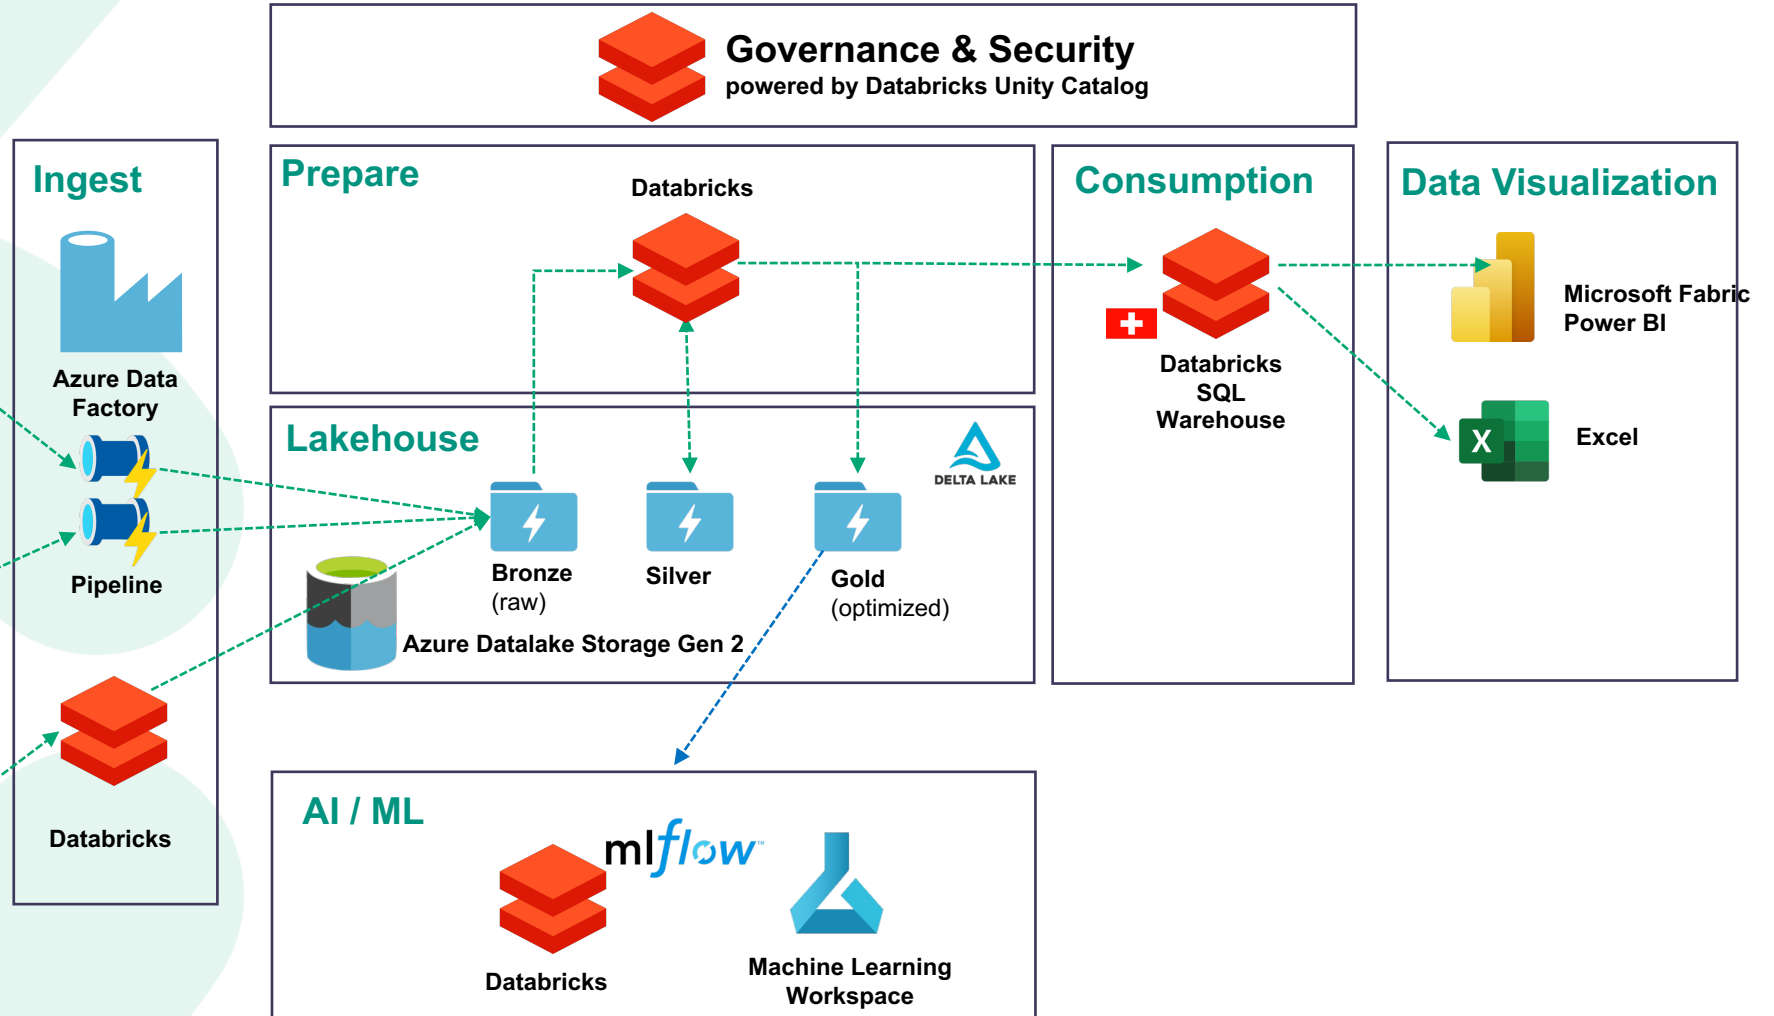 Governance & Security
powered by Databricks Unity Catalog
Ingest
Azure Data
Factory
Pipeline
Databricks
Prepare
Databricks
Lakehouse
DELTA LAKE
Bronze
(raw)
Silver
Gold
(optimized)
Azure Datalake Storage Gen 2
Consumption
Databricks
SQL
Warehouse
Data Visualization
Microsoft Fabric
Power BI
X
Excel
AI / ML
mlflow™
Databricks
Machine Learning
Workspace